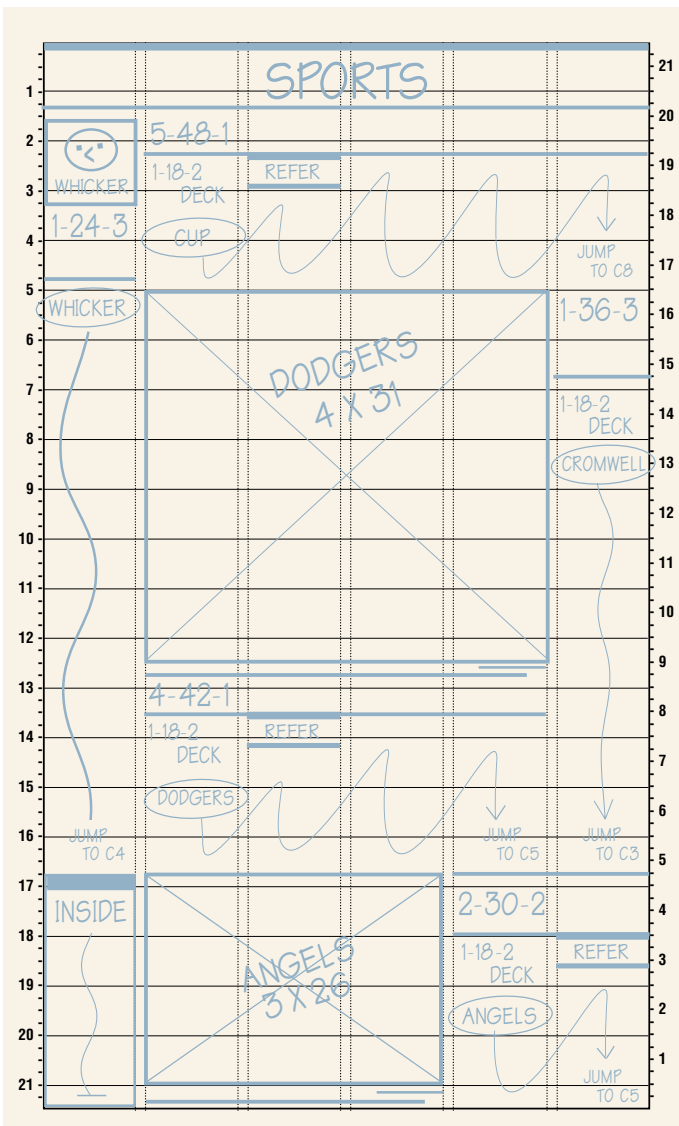 SPORTS
WHICKER
1-24-3
5-48-1
1-18-2
DECK
REFER
CUP
JUMP
TO C8
WHICKER
JUMP
TO C4
DODGERS
4 X 31
1-36-3
1-18-2
DECK
CROMWELL
JUMP
TO C3
4-42-1
1-18-2
DECK
REFER
DODGERS
JUMP
TO C5
INSIDE
ANGELS
3 X 26
2-30-2
1-18-2
DECK
REFER
ANGELS
JUMP
TO C5
1
2
3
4
5
6
7
8
9
10
11
12
13
14
15
16
17
18
19
20
21
21
20
19
18
17
16
15
14
13
12
11
10
9
8
7
6
5
4
3
2
1